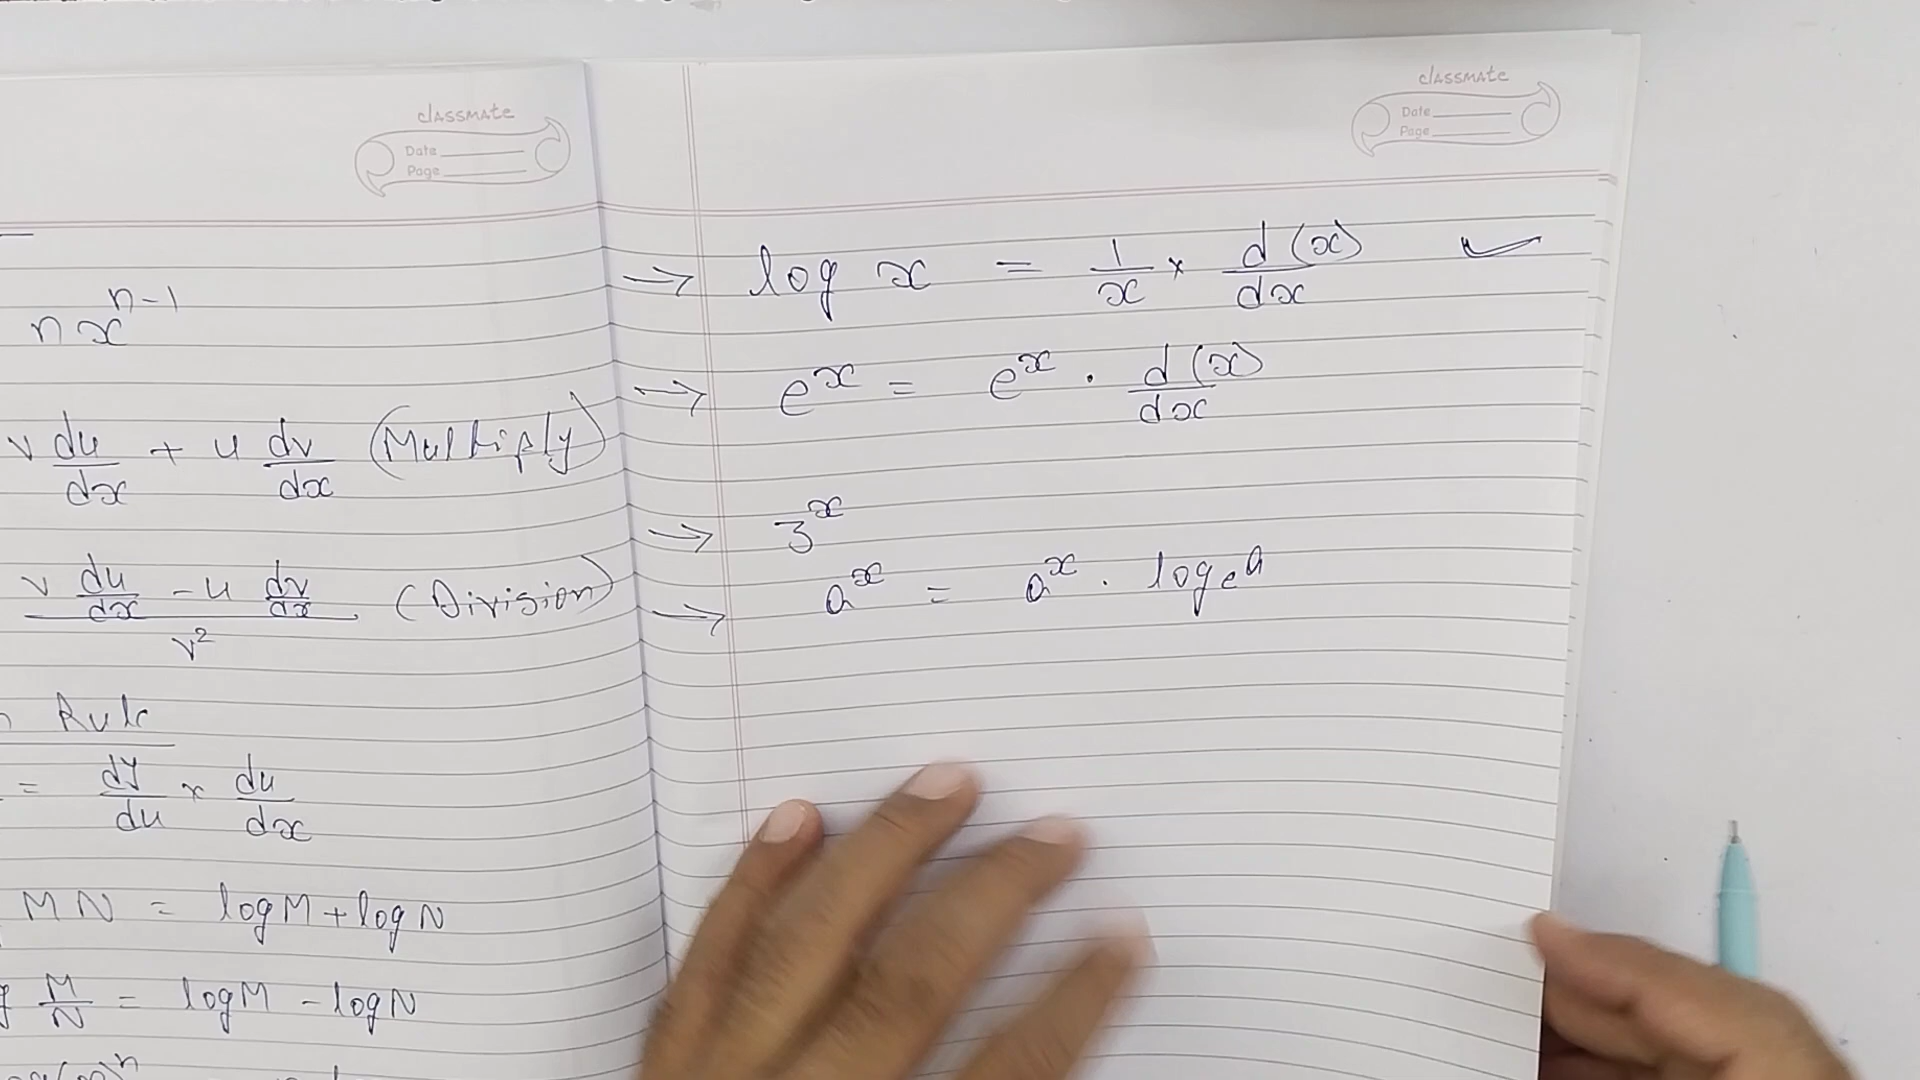 classmate
Date
Page
n x^{n-1}
v du/dx + u dv/dx (Multiply)
(v du/dx - u dv/dx)/v² (Division)
Rule
= dy/du × du/dx
MN = log M + log N
M/N = log M - log N
classmate
Date
Page
→ log x = 1/x × d(x)/dx ✓
→ e^x = e^x · d(x)/dx
→ 3^x
→ a^x = a^x · log_e a